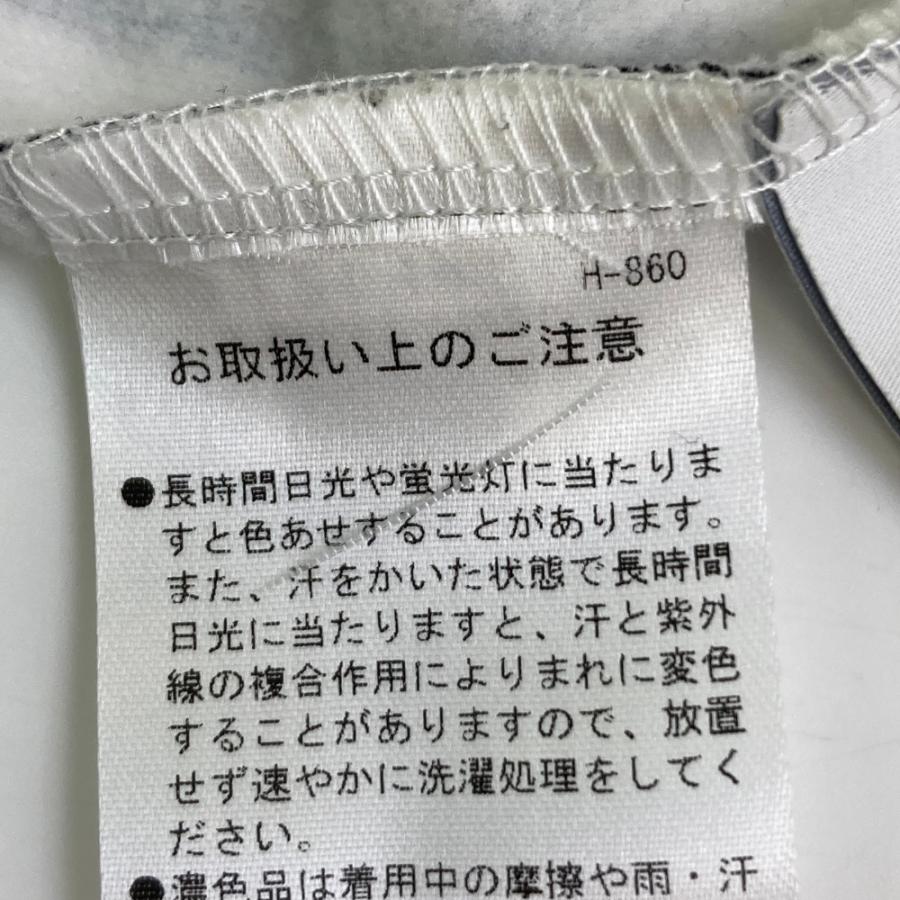 H-860
お取扱い上のご注意
●長時間日光や蛍光灯に当たりま
すと色あせすることがあります。
また、汗をかいた状態で長時間
日光に当たりますと、汗と紫外
線の複合作用によりまれに変色
することがありますので、放置
せず速やかに洗濯処理をしてく
ださい。
●濃色品は着用中の摩擦や雨・汗